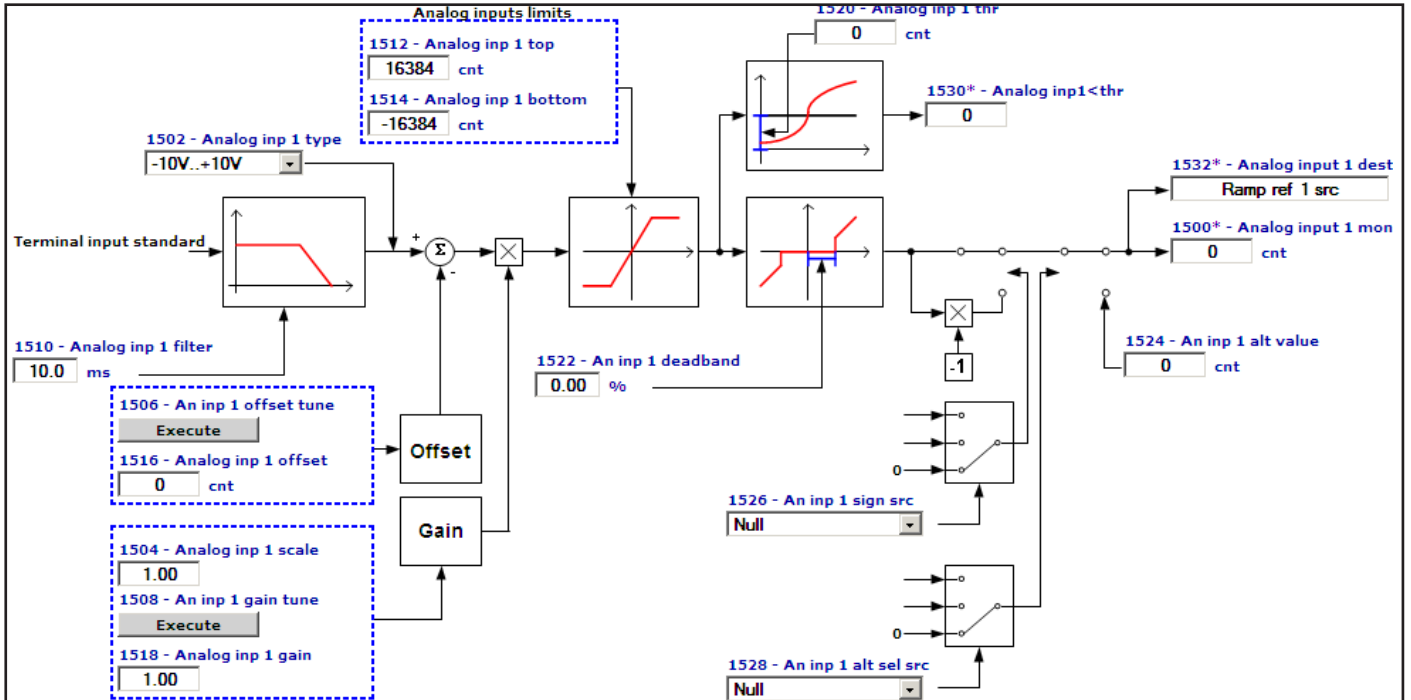 Analog inputs limits
1512 - Analog inp 1 top
16384 cnt
1514 - Analog inp 1 bottom
-16384 cnt
1520 - Analog inp 1 thr
0 cnt
1530* - Analog inp1<thr
0
1502 - Analog inp 1 type
-10V..+10V
1532* - Analog input 1 dest
Ramp ref 1 src
1500* - Analog input 1 mon
0 cnt
Terminal input standard
+
Σ
-
1510 - Analog inp 1 filter
10.0 ms
1522 - An inp 1 deadband
0.00 %
-1
1524 - An inp 1 alt value
0 cnt
1506 - An inp 1 offset tune
Execute
1516 - Analog inp 1 offset
0 cnt
Offset
Gain
1504 - Analog inp 1 scale
1.00
1508 - An inp 1 gain tune
Execute
1518 - Analog inp 1 gain
1.00
0
1526 - An inp 1 sign src
Null
0
1528 - An inp 1 alt sel src
Null